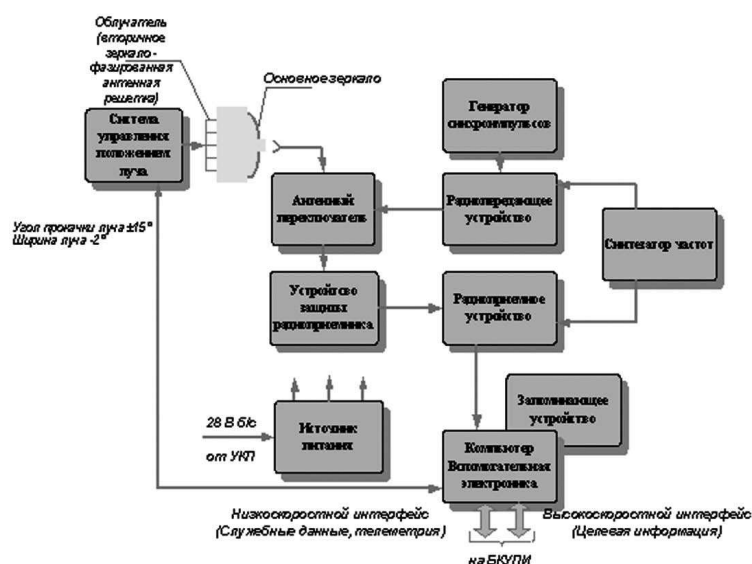 Облучатель
(вторичное
зеркало -
фазированная
антенная
решетка)
Основное зеркало
Система
управления
положением
луча
Генератор
синхроимпульсов
Антенный
переключатель
Радиопередающее
устройство
Синтезатор частот
Угол прокачки луча ±15°
Ширина луча -2°
Устройство
защиты
радиоприемника
Радиоприемное
устройство
Запоминающее
устройство
28 В б/с
от УКП
Источник
питания
Компьютер
Вспомогательная
электроника
Низкоскоростной интерфейс
(Служебные данные, телеметрия)
Высокоскоростной интерфейс
(Целевая информация)
на БКУПИ